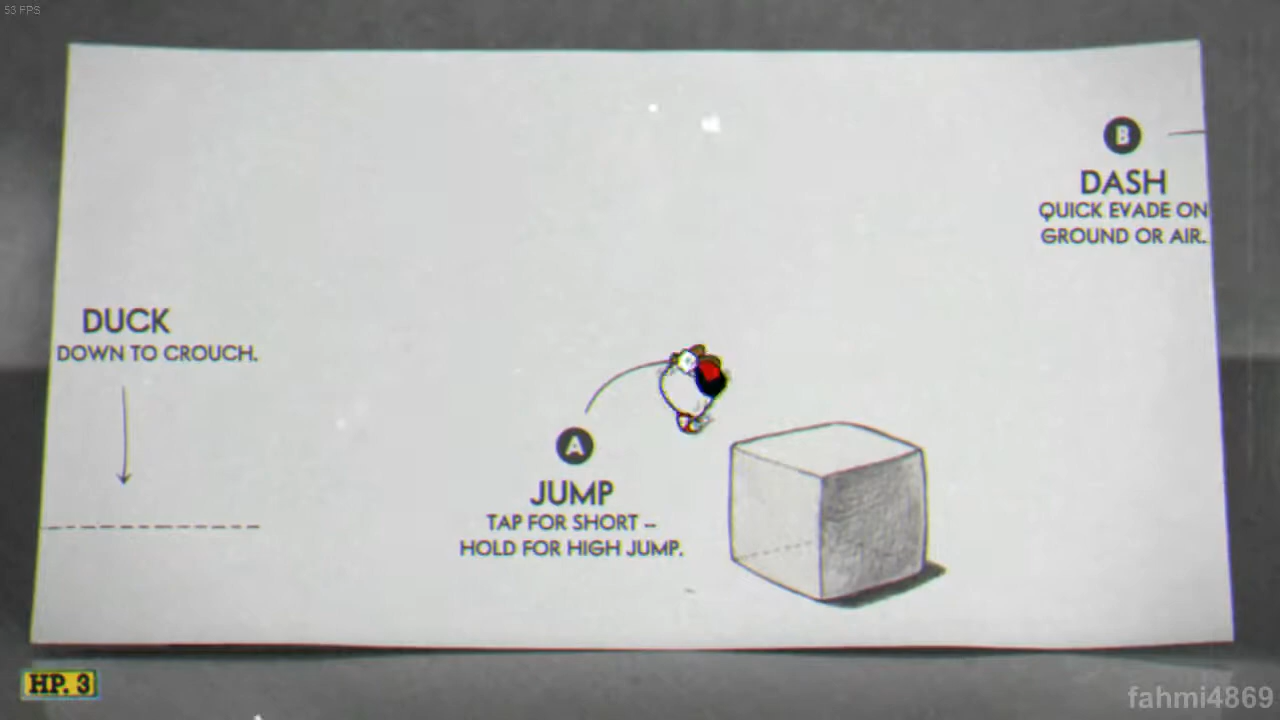 53 FPS
B
DASH
QUICK EVADE ON
GROUND OR AIR.
DUCK
DOWN TO CROUCH.
A
JUMP
TAP FOR SHORT --
HOLD FOR HIGH JUMP.
HP. 3
fahmi4869